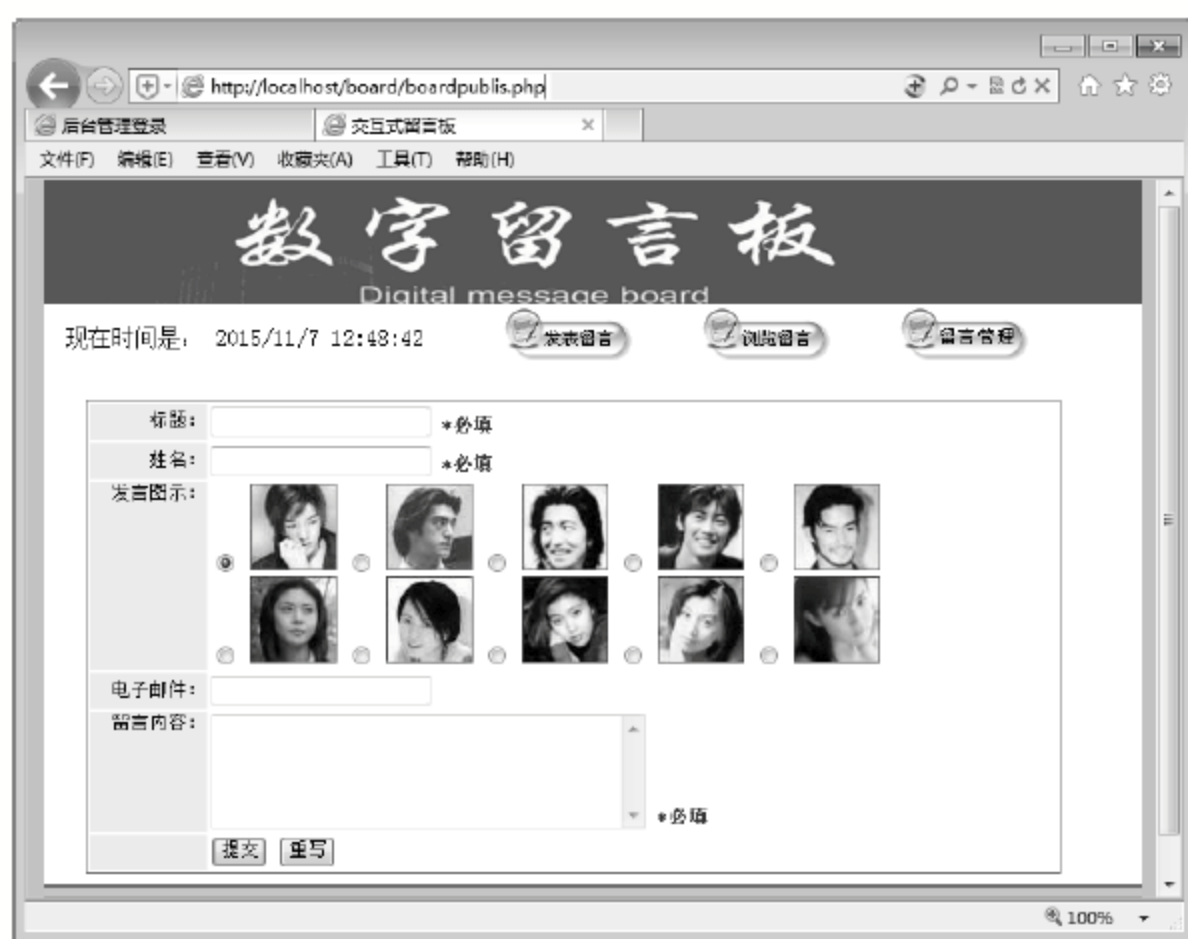 http://localhost/board/boardpublis.php
后台管理登录 交互式留言板
文件(F) 编辑(E) 查看(V) 收藏夹(A) 工具(T) 帮助(H)
数字留言板
Digital message board
现在时间是： 2015/11/7 12:48:42 发表留言 浏览留言 留言管理
标题： *必填
姓名： *必填
发言图示：
电子邮件：
留言内容：
*必填
提交 重写
100%